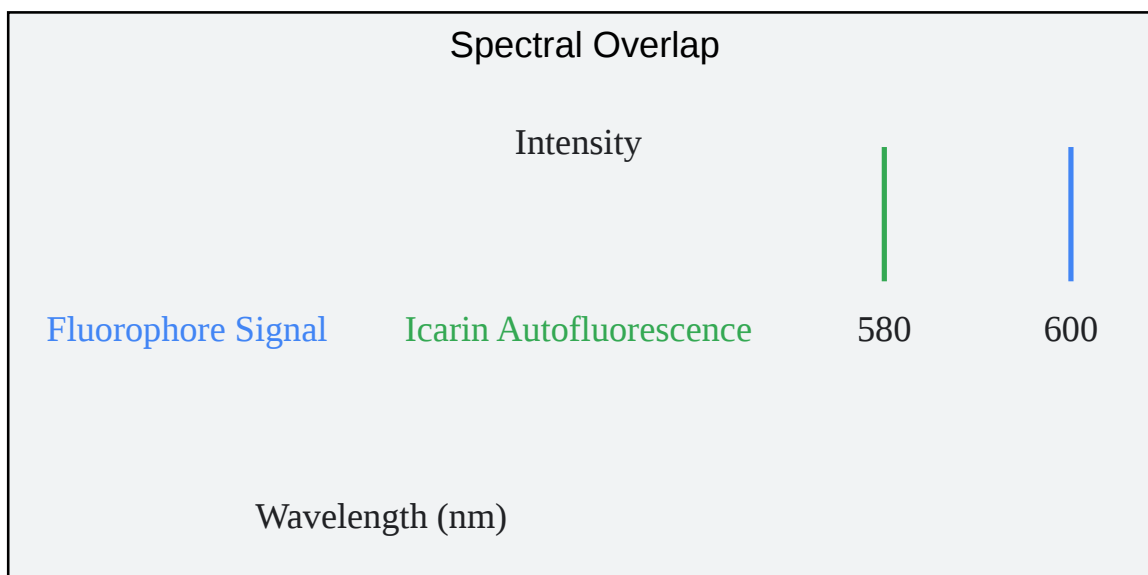 Spectral Overlap
Intensity
Fluorophore Signal
Icarin Autofluorescence
580
600
Wavelength (nm)